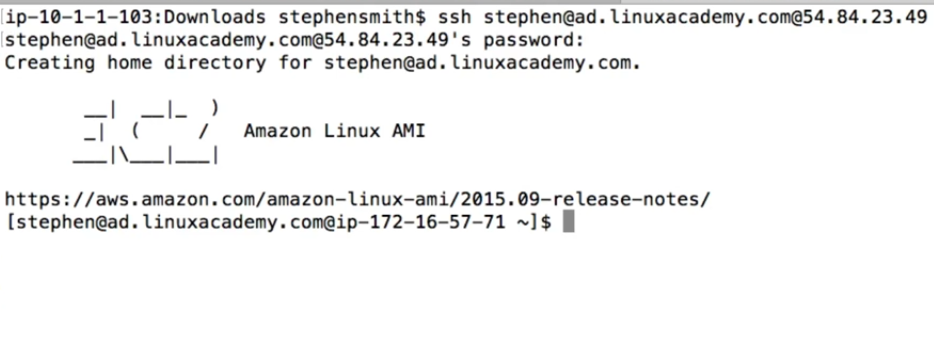 ip-10-1-1-103:Downloads stephensmith$ ssh stephen@ad.linuxacademy.com@54.84.23.49
stephen@ad.linuxacademy.com@54.84.23.49's password:
Creating home directory for stephen@ad.linuxacademy.com.
__|  __|_  )
_|  (     /   Amazon Linux AMI
___|\___|___|
https://aws.amazon.com/amazon-linux-ami/2015.09-release-notes/
[stephen@ad.linuxacademy.com@ip-172-16-57-71 ~]$